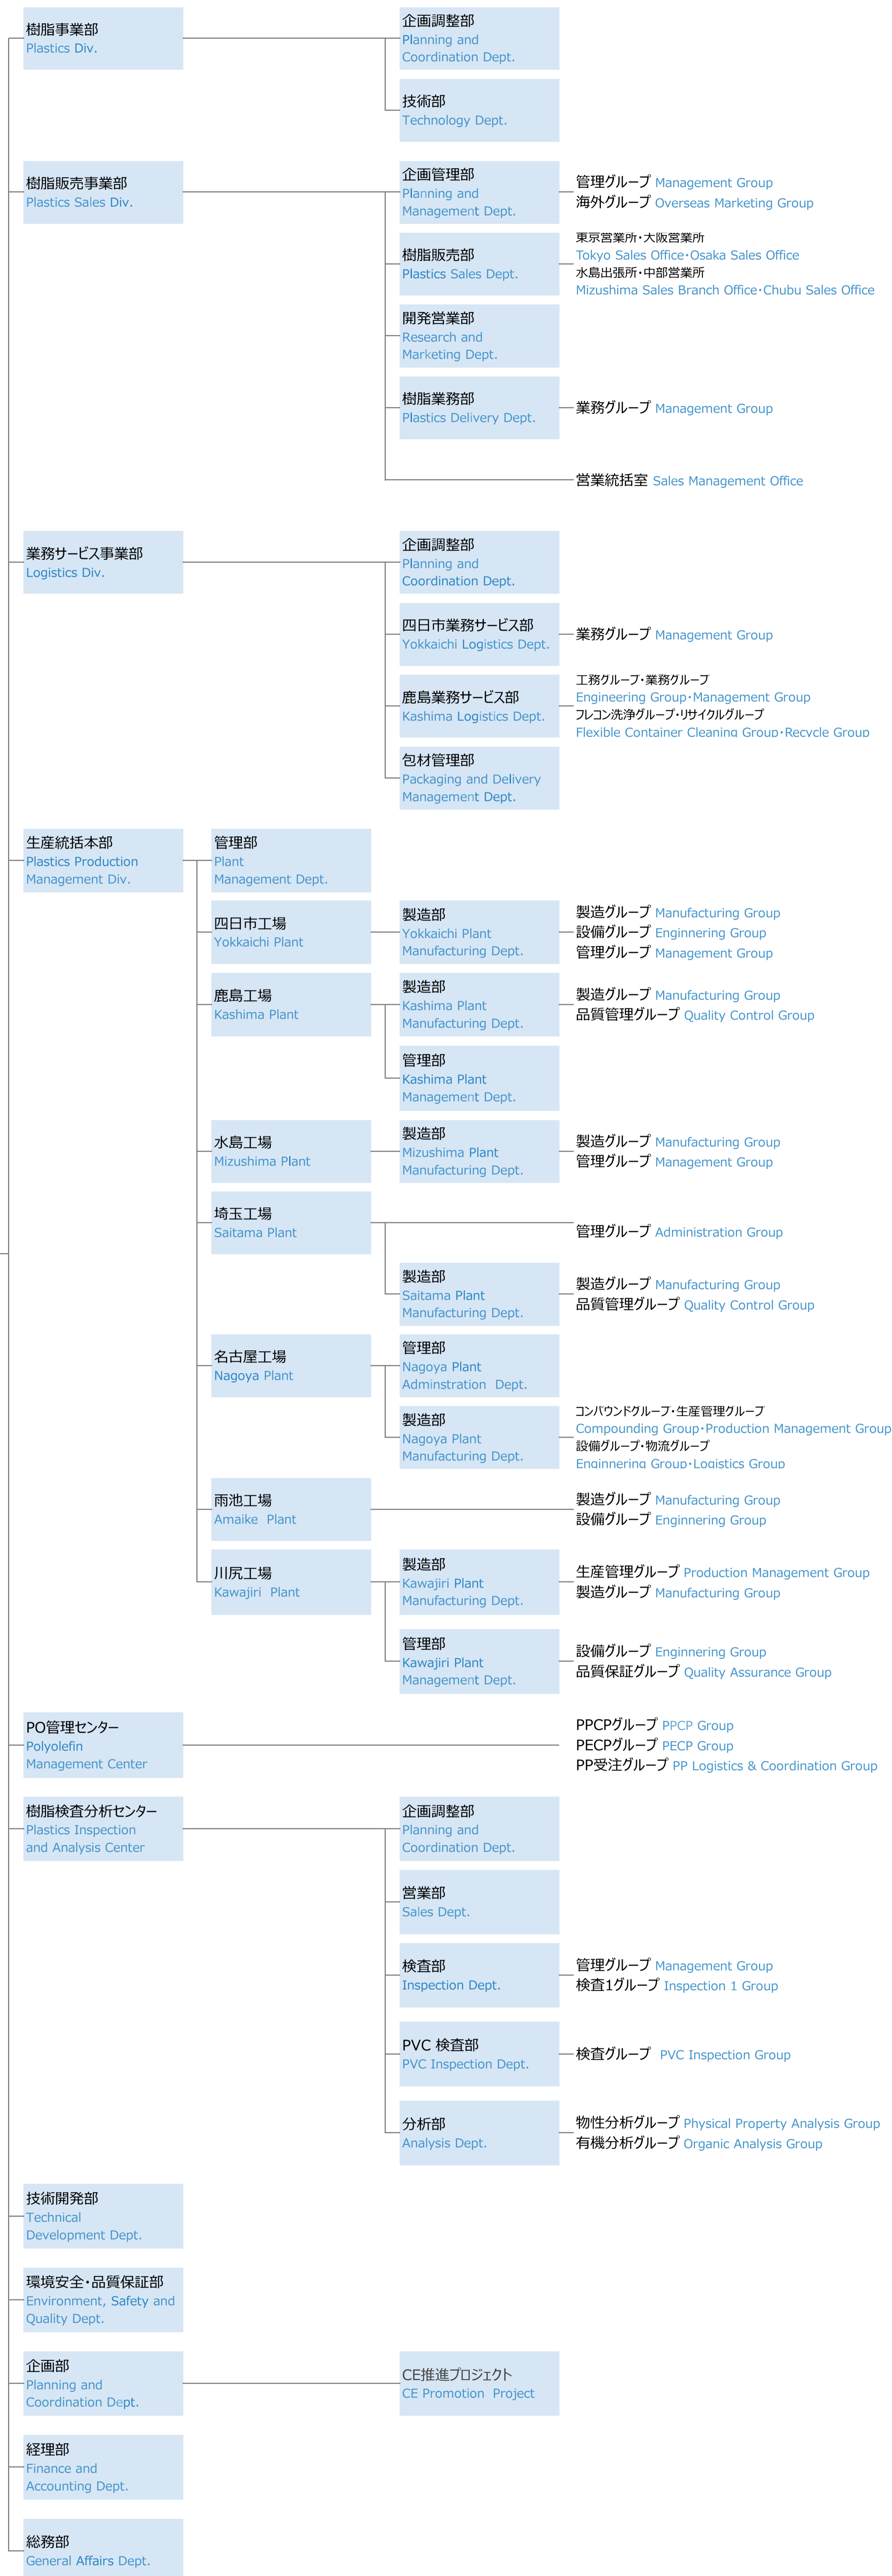 樹脂事業部
Plastics Div.
企画調整部
Planning and
Coordination Dept.
技術部
Technology Dept.
樹脂販売事業部
Plastics Sales Div.
企画管理部
Planning and
Management Dept.
管理グループ Management Group
海外グループ Overseas Marketing Group
樹脂販売部
Plastics Sales Dept.
東京営業所・大阪営業所
Tokyo Sales Office・Osaka Sales Office
水島出張所・中部営業所
Mizushima Sales Branch Office・Chubu Sales Office
開発営業部
Research and
Marketing Dept.
樹脂業務部
Plastics Delivery Dept.
業務グループ Management Group
営業統括室 Sales Management Office
業務サービス事業部
Logistics Div.
企画調整部
Planning and
Coordination Dept.
四日市業務サービス部
Yokkaichi Logistics Dept.
業務グループ Management Group
鹿島業務サービス部
Kashima Logistics Dept.
工務グループ・業務グループ
Engineering Group・Management Group
フレコン洗浄グループ・リサイクルグループ
Flexible Container Cleaning Group・Recycle Group
包材管理部
Packaging and Delivery
Management Dept.
生産統括本部
Plastics Production
Management Div.
管理部
Plant
Management Dept.
四日市工場
Yokkaichi Plant
製造部
Yokkaichi Plant
Manufacturing Dept.
製造グループ Manufacturing Group
設備グループ Enginnering Group
管理グループ Management Group
鹿島工場
Kashima Plant
製造部
Kashima Plant
Manufacturing Dept.
製造グループ Manufacturing Group
品質管理グループ Quality Control Group
管理部
Kashima Plant
Management Dept.
水島工場
Mizushima Plant
製造部
Mizushima Plant
Manufacturing Dept.
製造グループ Manufacturing Group
管理グループ Management Group
埼玉工場
Saitama Plant
管理グループ Administration Group
製造部
Saitama Plant
Manufacturing Dept.
製造グループ Manufacturing Group
品質管理グループ Quality Control Group
名古屋工場
Nagoya Plant
管理部
Nagoya Plant
Adminstration Dept.
製造部
Nagoya Plant
Manufacturing Dept.
コンパウンドグループ・生産管理グループ
Compounding Group・Production Management Group
設備グループ・物流グループ
Enginnering Group・Logistics Group
雨池工場
Amaike Plant
製造グループ Manufacturing Group
設備グループ Enginnering Group
川尻工場
Kawajiri Plant
製造部
Kawajiri Plant
Manufacturing Dept.
生産管理グループ Production Management Group
製造グループ Manufacturing Group
管理部
Kawajiri Plant
Management Dept.
設備グループ Enginnering Group
品質保証グループ Quality Assurance Group
PO管理センター
Polyolefin
Management Center
PPCPグループ PPCP Group
PECPグループ PECP Group
PP受注グループ PP Logistics & Coordination Group
樹脂検査分析センター
Plastics Inspection
and Analysis Center
企画調整部
Planning and
Coordination Dept.
営業部
Sales Dept.
検査部
Inspection Dept.
管理グループ Management Group
検査1グループ Inspection 1 Group
PVC 検査部
PVC Inspection Dept.
検査グループ PVC Inspection Group
分析部
Analysis Dept.
物性分析グループ Physical Property Analysis Group
有機分析グループ Organic Analysis Group
技術開発部
Technical
Development Dept.
環境安全・品質保証部
Environment, Safety and
Quality Dept.
企画部
Planning and
Coordination Dept.
CE推進プロジェクト
CE Promotion Project
経理部
Finance and
Accounting Dept.
総務部
General Affairs Dept.